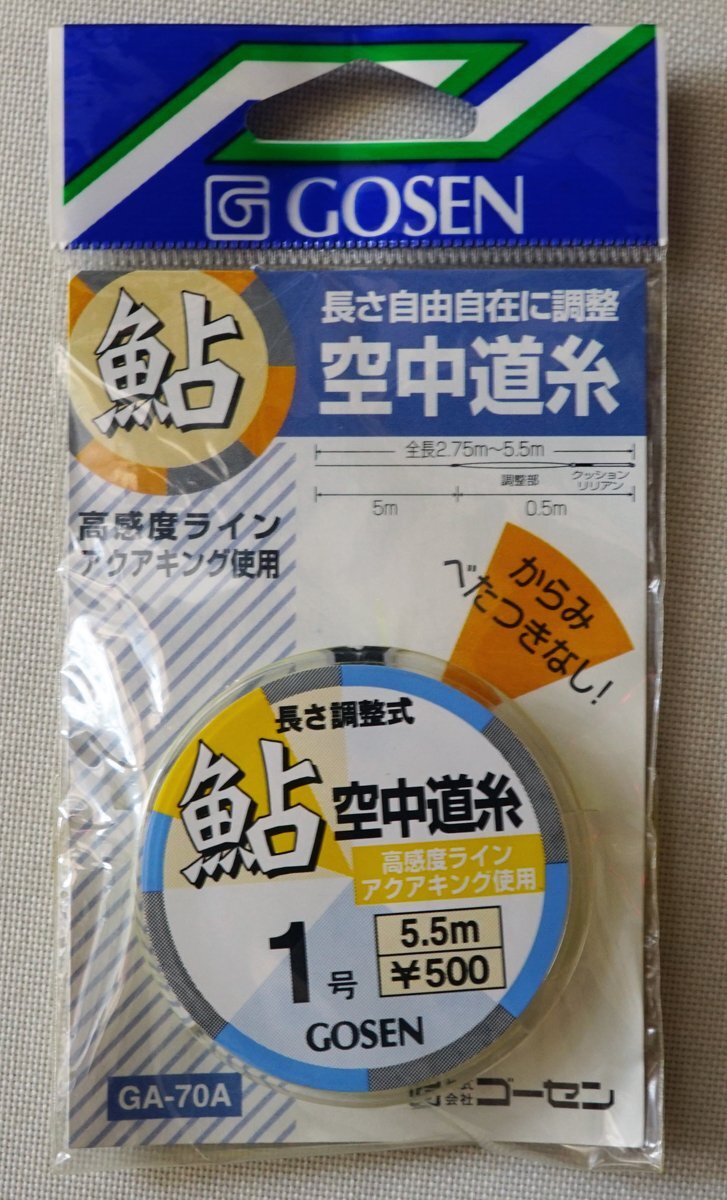 GOSEN
鮎
長さ自由自在に調整
空中道糸
全長2.75m〜5.5m
調整部
クッション
リリアン
5m
0.5m
高感度ライン
アクアキング使用
からみ
べたつきなし!
長さ調整式
鮎
空中道糸
高感度ライン
アクアキング使用
1号
5.5m
¥500
GOSEN
GA-70A
株式会社ゴーセン